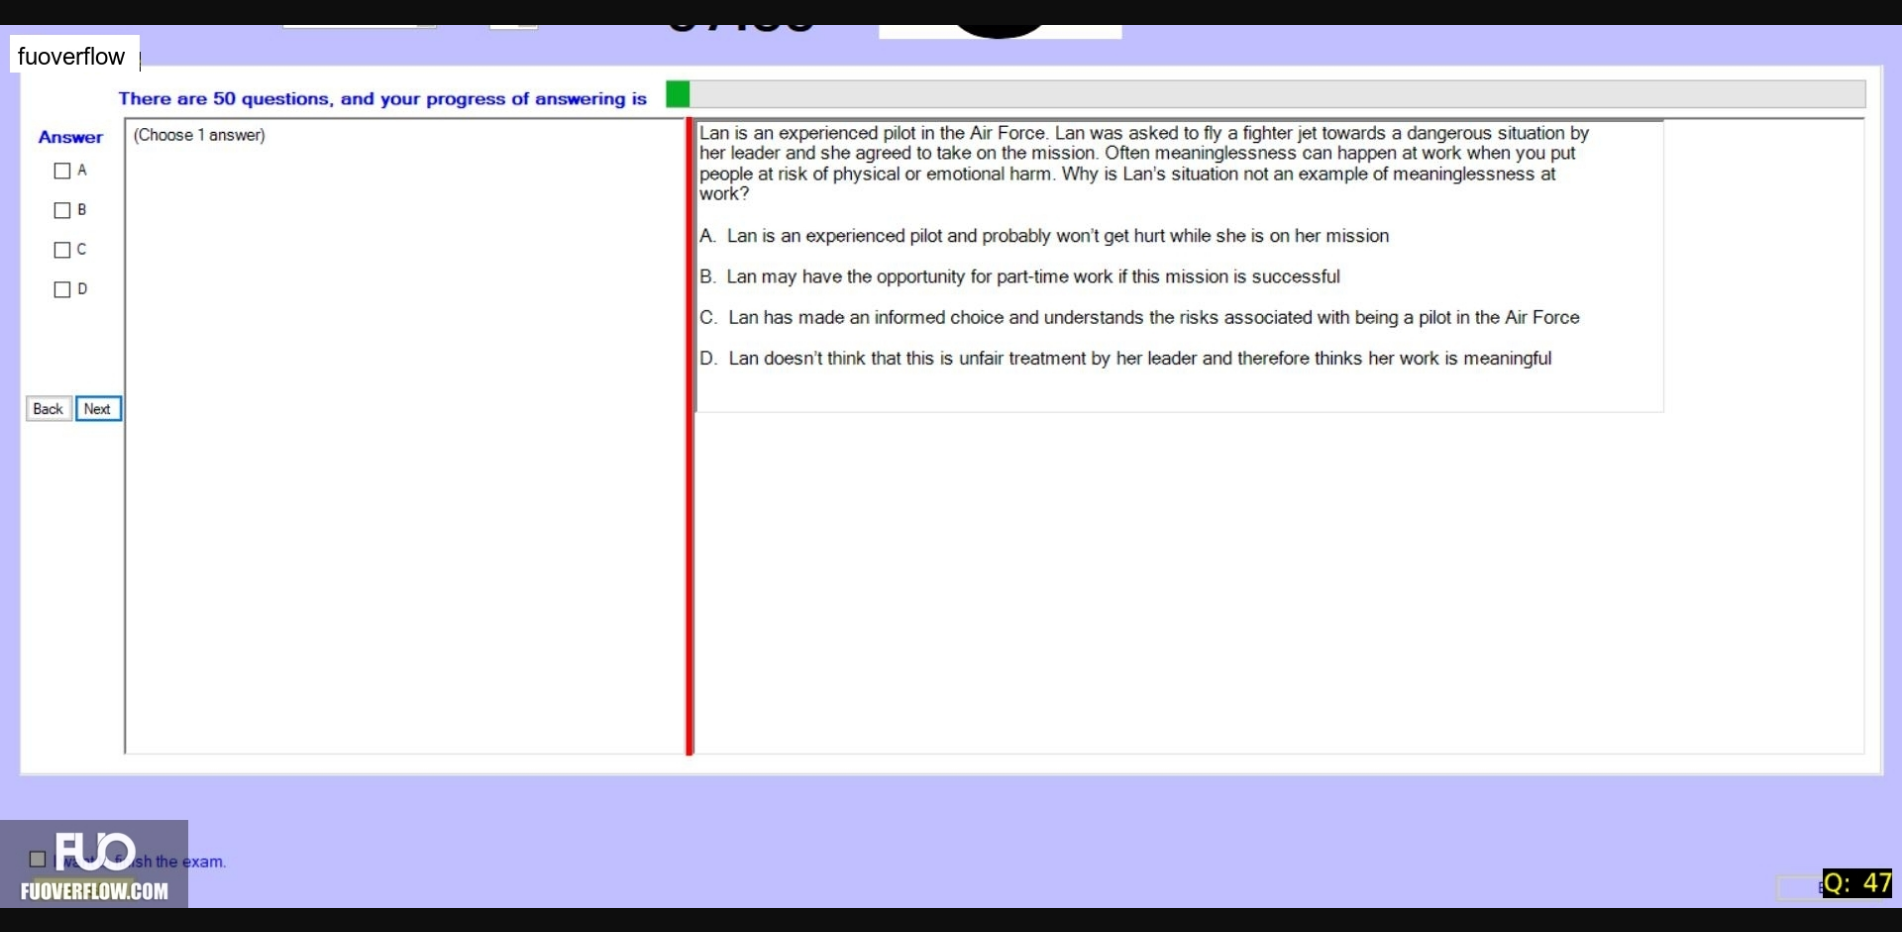 fuoverflow
There are 50 questions, and your progress of answering is
Answer
(Choose 1 answer)
A
B
C
D
Back
Next
Lan is an experienced pilot in the Air Force. Lan was asked to fly a fighter jet towards a dangerous situation by
her leader and she agreed to take on the mission. Often meaninglessness can happen at work when you put
people at risk of physical or emotional harm. Why is Lan's situation not an example of meaninglessness at
work?
A. Lan is an experienced pilot and probably won't get hurt while she is on her mission
B. Lan may have the opportunity for part-time work if this mission is successful
C. Lan has made an informed choice and understands the risks associated with being a pilot in the Air Force
D. Lan doesn't think that this is unfair treatment by her leader and therefore thinks her work is meaningful
FUO
the exam.
FUOVERFLOW.COM
Q: 47